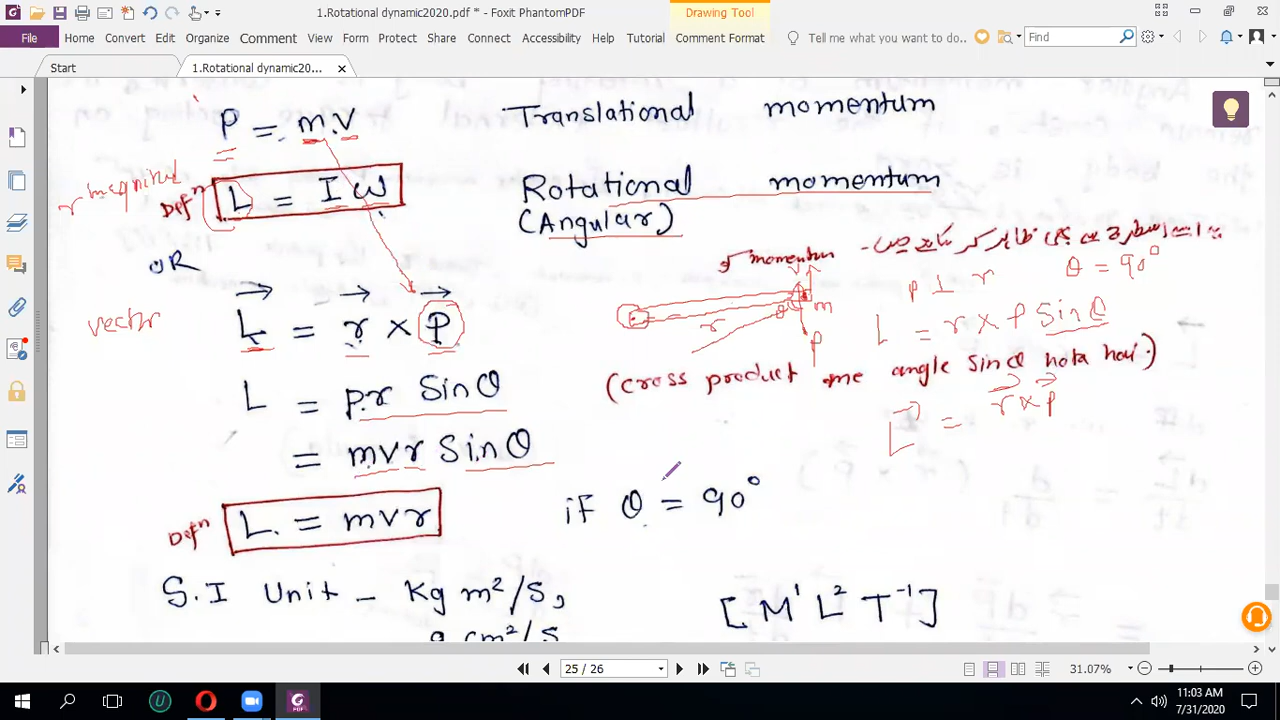 1.Rotational dynamic2020.pdf * - Foxit PhantomPDF
Drawing Tool
File Home Convert Edit Organize Comment View Form Protect Share Connect Accessibility Help Tutorial Comment Format Tell me what you want to do... Find
Start 1.Rotational dynamic20...
P = m.v Translational momentum
Defn L = Iω Rotational momentum
(Angular)
OR
momentum
θ = 90°
p ⊥ r
m
r
θ
P
vector
L = r × P
L = r × P Sinθ
(Cross product me angle Sinθ hota hai.)
L = p.r Sinθ
L = r × p
= mvr Sinθ
Defn L = mvr if θ = 90°
S.I Unit – Kg m²/s, [M¹ L² T⁻¹]
g cm²/s
25 / 26
31.07%
11:03 AM
7/31/2020